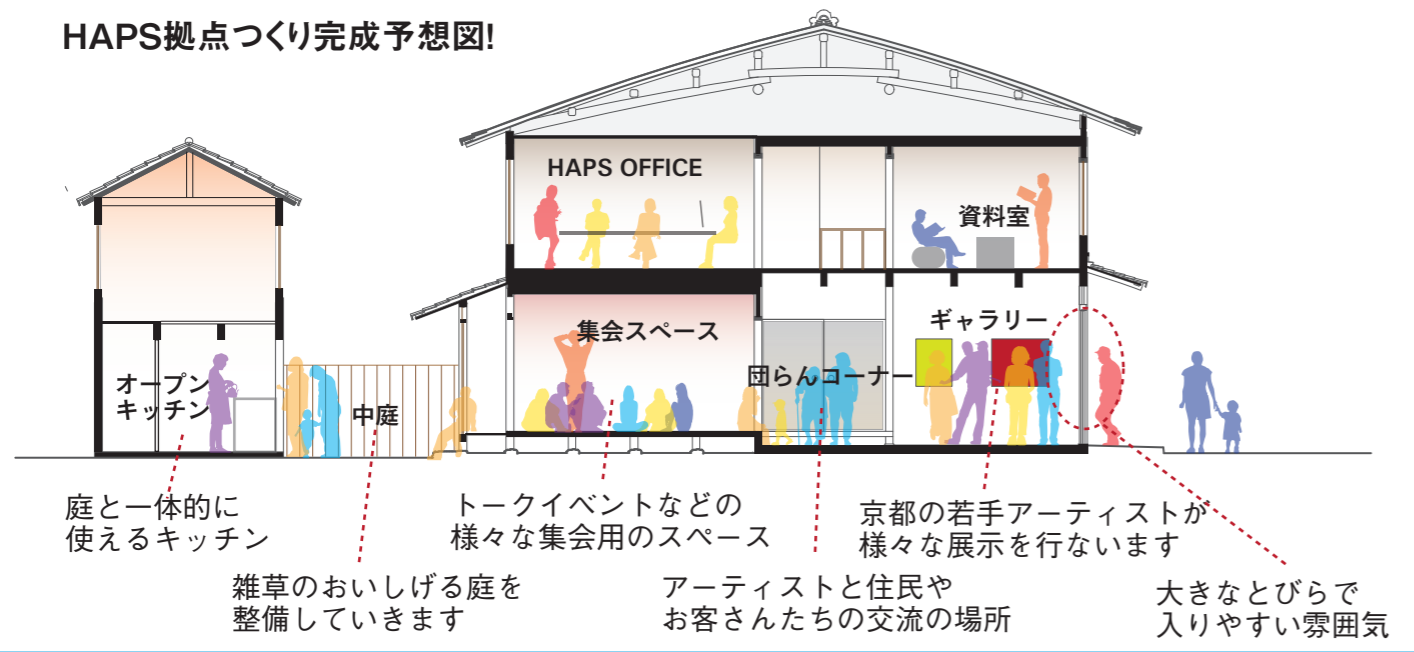 HAPS拠点つくり完成予想図!
HAPS OFFICE
資料室
集会スペース
団らんコーナー
ギャラリー
オープン
キッチン
中庭
庭と一体的に
使えるキッチン
雑草のおいしげる庭を
整備していきます
トークイベントなどの
様々な集会用のスペース
アーティストと住民や
お客さんたちの交流の場所
京都の若手アーティストが
様々な展示を行ないます
大きなとびらで
入りやすい雰囲気